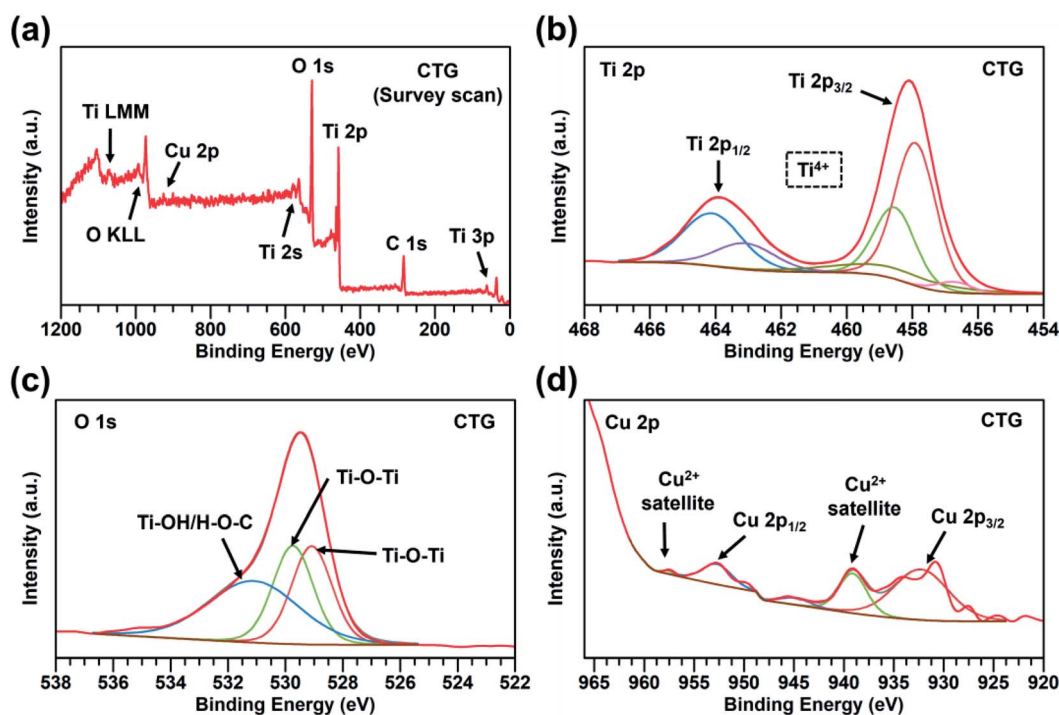 (a)
O 1s
CTG
(Survey scan)
Ti LMM
Ti 2p
Cu 2p
O KLL
Ti 2s
C 1s
Ti 3p
Intensity (a.u.)
1200 1000 800 600 400 200 0
Binding Energy (eV)
(b)
Ti 2p
CTG
Ti 2p3/2
Ti 2p1/2
Ti4+
Intensity (a.u.)
468 466 464 462 460 458 456 454
Binding Energy (eV)
(c)
O 1s
CTG
Ti-O-Ti
Ti-OH/H-O-C
Ti-O-Ti
Intensity (a.u.)
538 536 534 532 530 528 526 524 522
Binding Energy (eV)
(d)
Cu 2p
CTG
Cu2+
satellite
Cu 2p1/2
Cu2+
satellite
Cu 2p3/2
Intensity (a.u.)
965 960 955 950 945 940 935 930 925 920
Binding Energy (eV)